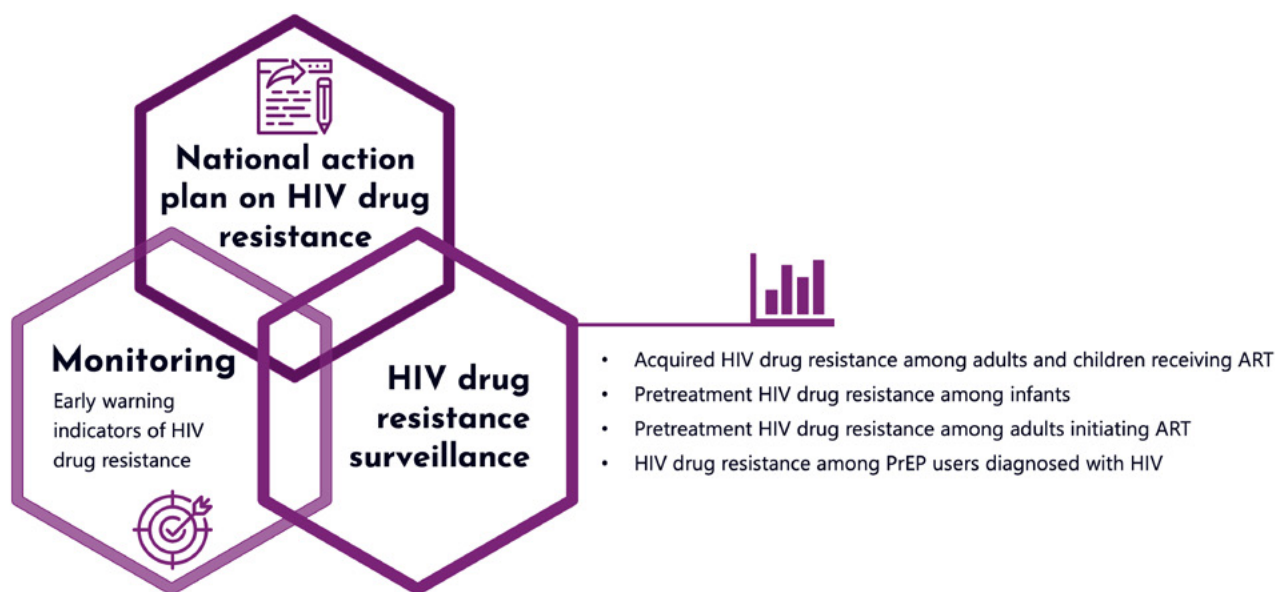 National action
plan on HIV drug
resistance
Monitoring
Early warning
indicators of HIV
drug resistance
HIV drug
resistance
surveillance
• Acquired HIV drug resistance among adults and children receiving ART
• Pretreatment HIV drug resistance among infants
• Pretreatment HIV drug resistance among adults initiating ART
• HIV drug resistance among PrEP users diagnosed with HIV